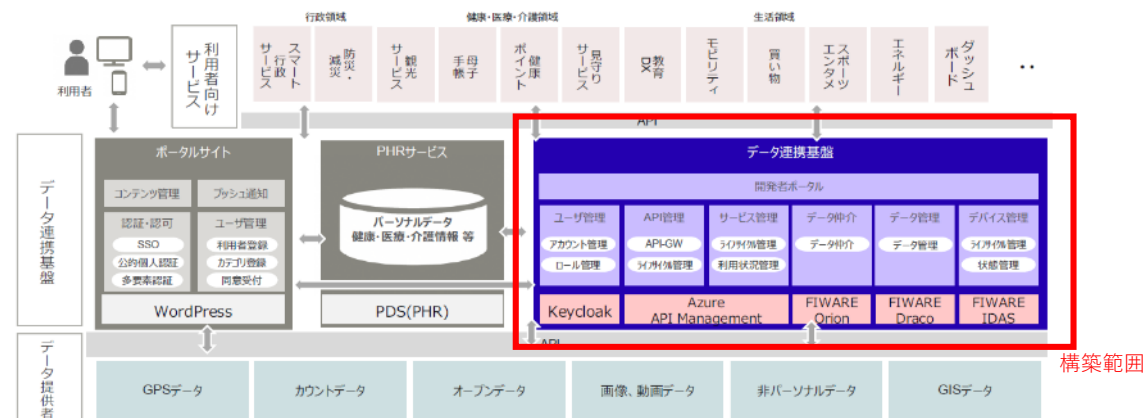 行政領域
健康・医療・介護領域
生活領域
利用者
利用者向け
サービス
スマート
行政
サービス
防災・
減災
観光
サービス
母子
手帳
健康
ポイント
見守り
サービス
教育
DX
モビリティ
買い物
スポーツ
エンタメ
エネルギー
ダッシュ
ボード
‥
API
データ連携基盤
ポータルサイト
コンテンツ管理
プッシュ通知
認証・認可
SSO
公的個人認証
多要素認証
ユーザ管理
利用者登録
カテゴリ登録
同意受付
WordPress
PHRサービス
パーソナルデータ
健康・医療・介護情報 等
PDS(PHR)
データ連携基盤
開発者ポータル
ユーザ管理
アカウント管理
ロール管理
API管理
API-GW
ライフサイクル管理
サービス管理
ライフサイクル管理
利用状況管理
データ仲介
データ仲介
データ管理
データ管理
デバイス管理
ライフサイクル管理
状態管理
Keycloak
Azure
API Management
FIWARE
Orion
FIWARE
Draco
FIWARE
IDAS
API
構築範囲
データ提供者
GPSデータ
カウントデータ
オープンデータ
画像、動画データ
非パーソナルデータ
GISデータ